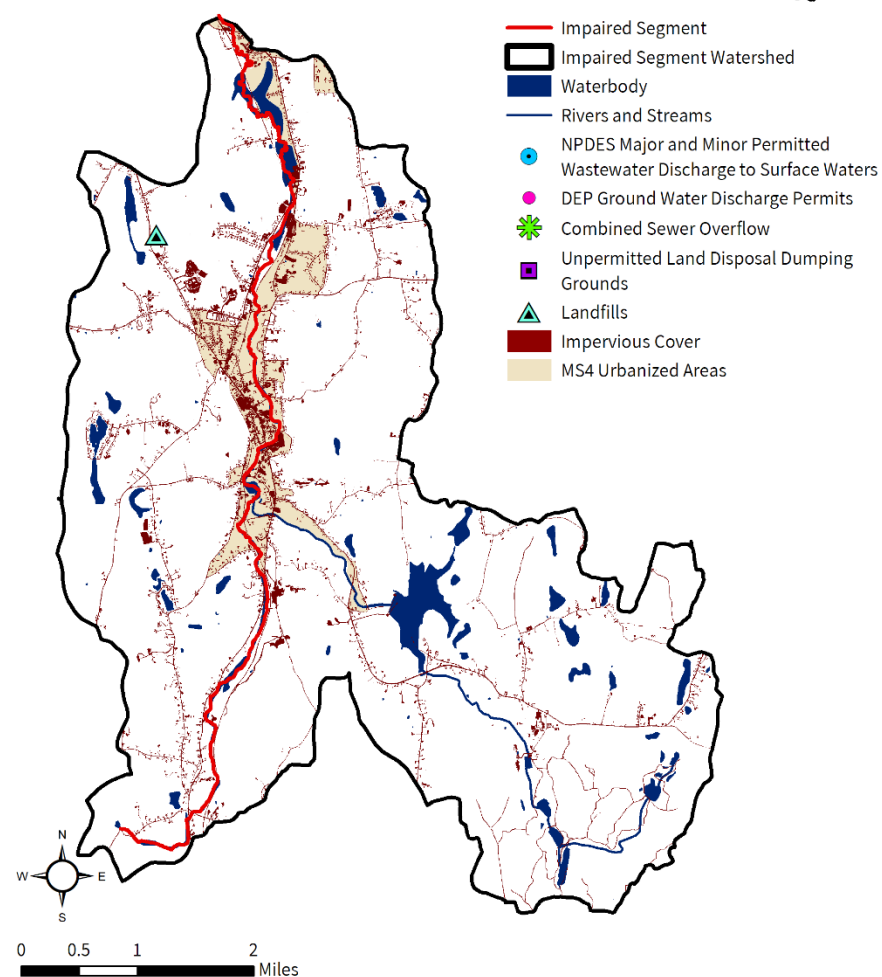 Impaired Segment
Impaired Segment Watershed
Waterbody
Rivers and Streams
NPDES Major and Minor Permitted
Wastewater Discharge to Surface Waters
DEP Ground Water Discharge Permits
Combined Sewer Overflow
Unpermitted Land Disposal Dumping
Grounds
Landfills
Impervious Cover
MS4 Urbanized Areas
N
W E
S
0 0.5 1 2
Miles